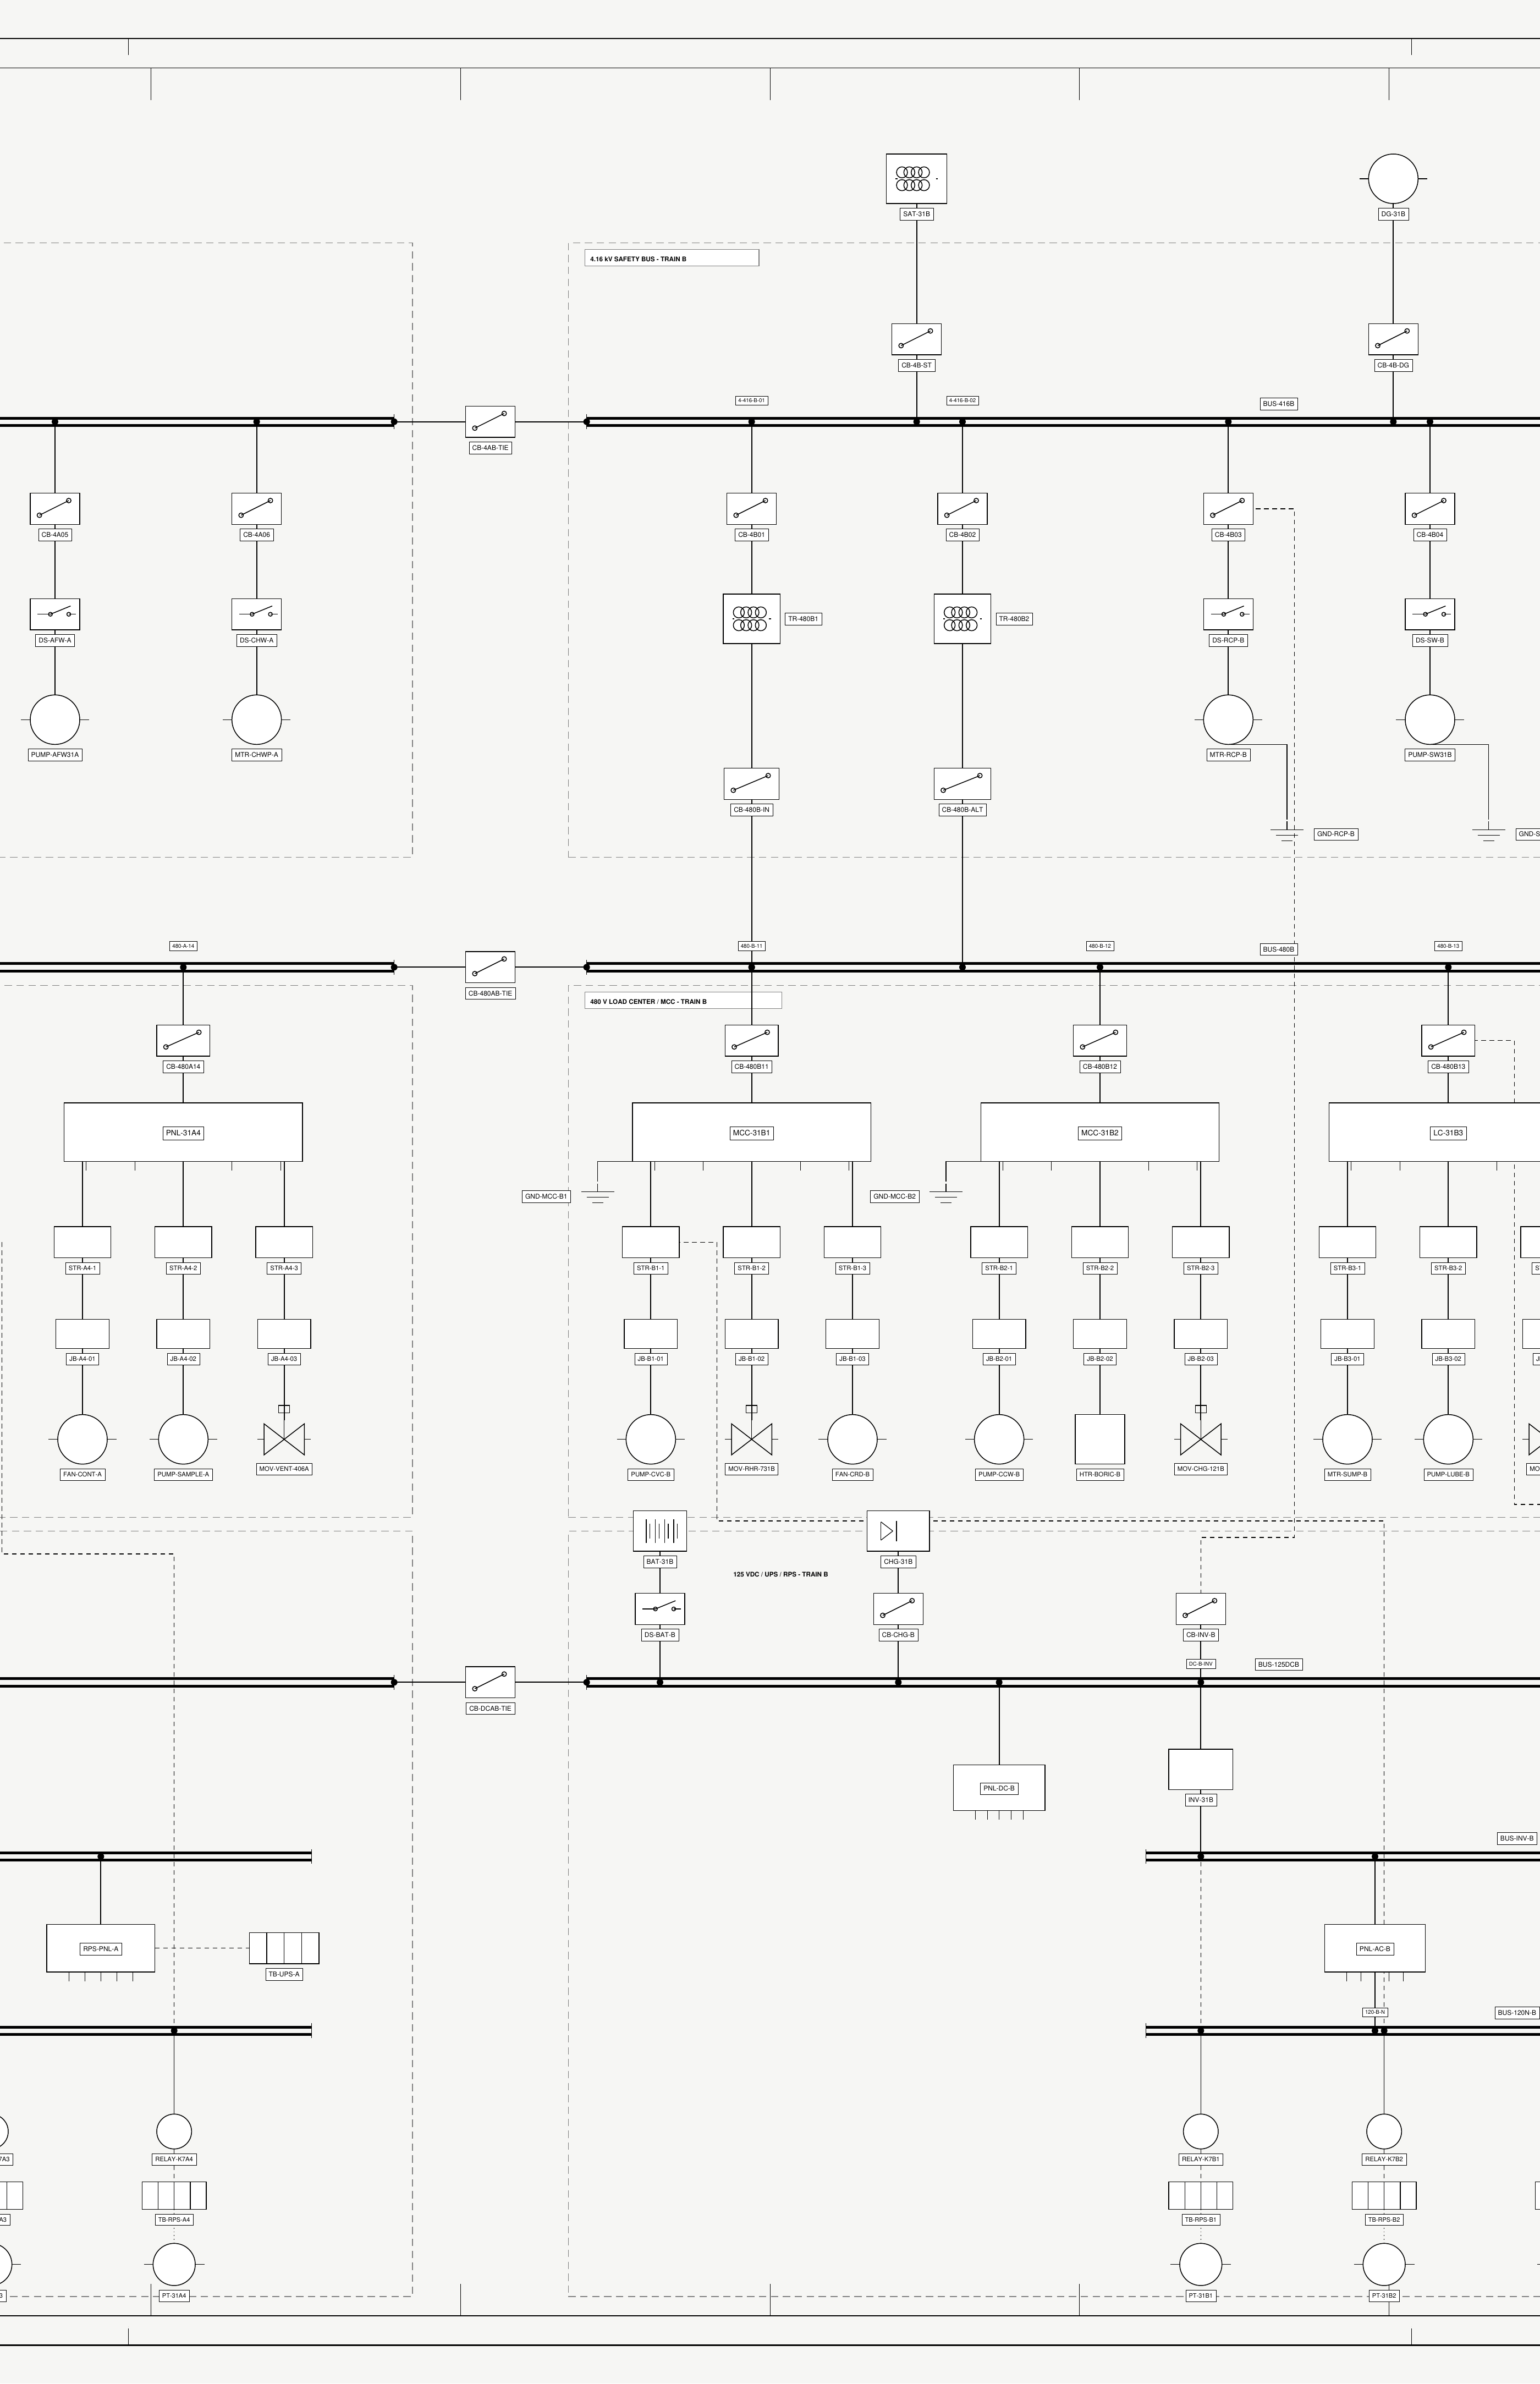 SAT-31B
DG-31B
4.16 kV SAFETY BUS - TRAIN B
CB-4B-ST
CB-4B-DG
4-416-B-01
4-416-B-02
BUS-416B
CB-4AB-TIE
CB-4A05
CB-4A06
CB-4B01
CB-4B02
CB-4B03
CB-4B04
TR-480B1
TR-480B2
DS-AFW-A
DS-CHW-A
DS-RCP-B
DS-SW-B
PUMP-AFW31A
MTR-CHWP-A
MTR-RCP-B
PUMP-SW31B
CB-480B-IN
CB-480B-ALT
GND-RCP-B
GND-S
480-A-14
480-B-11
480-B-12
BUS-480B
480-B-13
CB-480AB-TIE
480 V LOAD CENTER / MCC - TRAIN B
CB-480A14
CB-480B11
CB-480B12
CB-480B13
PNL-31A4
MCC-31B1
MCC-31B2
LC-31B3
GND-MCC-B1
GND-MCC-B2
STR-A4-1
STR-A4-2
STR-A4-3
STR-B1-1
STR-B1-2
STR-B1-3
STR-B2-1
STR-B2-2
STR-B2-3
STR-B3-1
STR-B3-2
JB-A4-01
JB-A4-02
JB-A4-03
JB-B1-01
JB-B1-02
JB-B1-03
JB-B2-01
JB-B2-02
JB-B2-03
JB-B3-01
JB-B3-02
FAN-CONT-A
PUMP-SAMPLE-A
MOV-VENT-406A
PUMP-CVC-B
MOV-RHR-731B
FAN-CRD-B
PUMP-CCW-B
HTR-BORIC-B
MOV-CHG-121B
MTR-SUMP-B
PUMP-LUBE-B
MO
BAT-31B
CHG-31B
125 VDC / UPS / RPS - TRAIN B
DS-BAT-B
CB-CHG-B
CB-INV-B
DC-B-INV
BUS-125DCB
CB-DCAB-TIE
PNL-DC-B
INV-31B
BUS-INV-B
RPS-PNL-A
TB-UPS-A
PNL-AC-B
120-B-N
BUS-120N-B
7A3
RELAY-K7A4
RELAY-K7B1
RELAY-K7B2
A3
TB-RPS-A4
TB-RPS-B1
TB-RPS-B2
3
PT-31A4
PT-31B1
PT-31B2